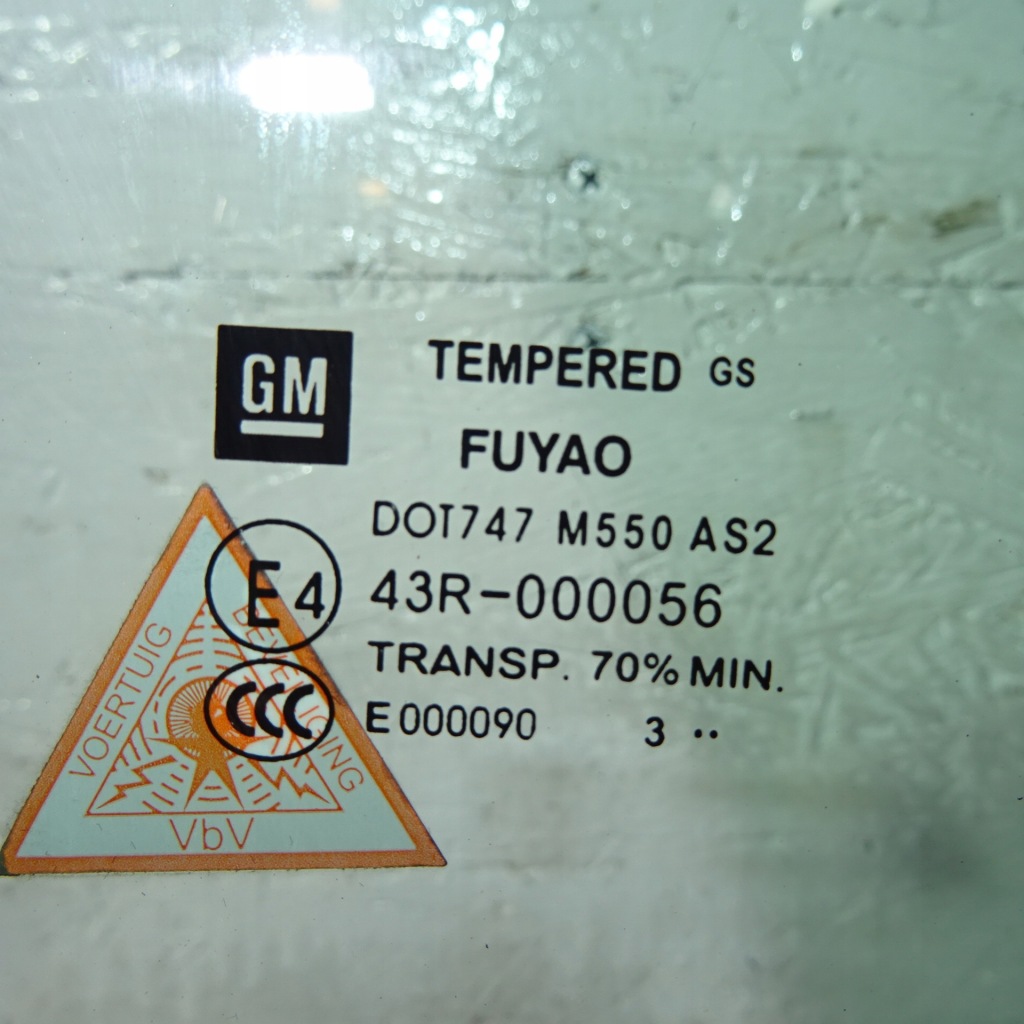 GM
TEMPERED GS
FUYAO
DOT747 M550 AS2
E4 43R-000056
TRANSP. 70% MIN.
CCC E000090 3 ··
VOERTUIG
BEVEILIGING
VbV